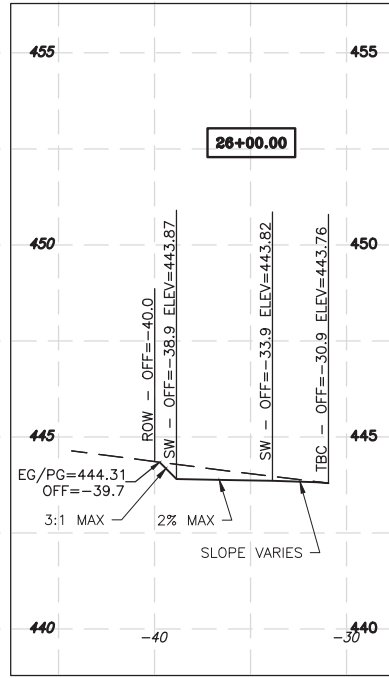 455
455
26+00.00
450
450
ROW - OFF=-40.0
SW - OFF=-38.9 ELEV=443.87
SW - OFF=-33.9 ELEV=443.82
TBC - OFF=-30.9 ELEV=443.76
445
445
EG/PG=444.31
OFF=-39.7
3:1 MAX
2% MAX
SLOPE VARIES
440
440
-40
-30